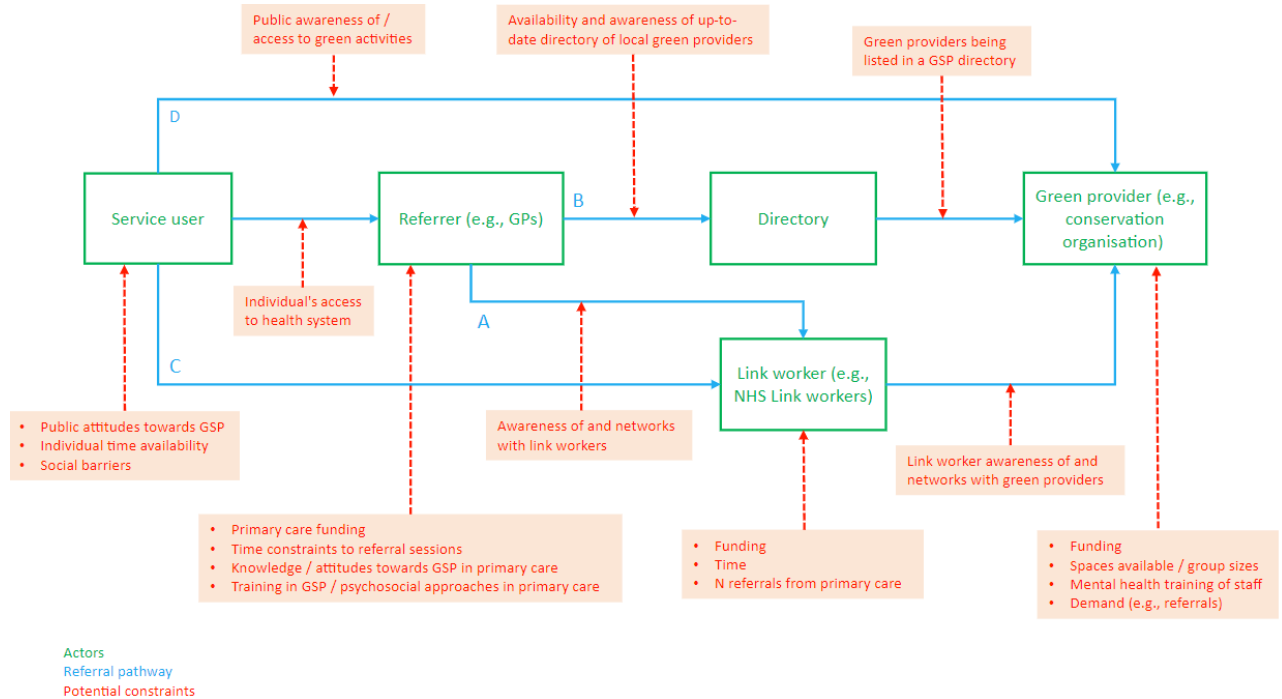 Public awareness of /
access to green activities
Availability and awareness of up-to-
date directory of local green providers
Green providers being
listed in a GSP directory
D
Service user
Referrer (e.g., GPs)
B
Directory
Green provider (e.g.,
conservation
organisation)
Individual's access
to health system
A
C
Link worker (e.g.,
NHS Link workers)
• Public attitudes towards GSP
• Individual time availability
• Social barriers
Awareness of and networks
with link workers
Link worker awareness of and
networks with green providers
• Primary care funding
• Time constraints to referral sessions
• Knowledge / attitudes towards GSP in primary care
• Training in GSP / psychosocial approaches in primary care
• Funding
• Time
• N referrals from primary care
• Funding
• Spaces available / group sizes
• Mental health training of staff
• Demand (e.g., referrals)
Actors
Referral pathway
Potential constraints